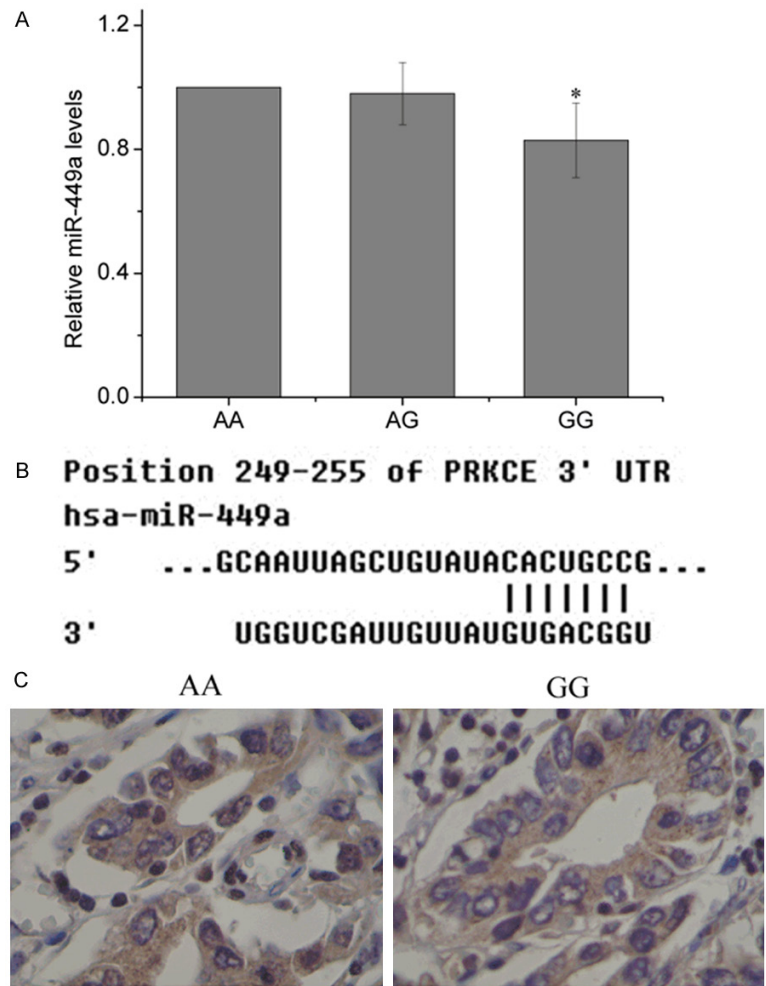 A
Relative miR-449a levels
1.2
0.8
0.4
0.0
*
AA AG GG
B
Position 249-255 of PRKCE 3' UTR
hsa-miR-449a
5' ...GCAAUUAGCUGUAUACACUGCCG...
|||||||
3' UGGUCGAUUGUUAUGUGACGGU
C
AA GG